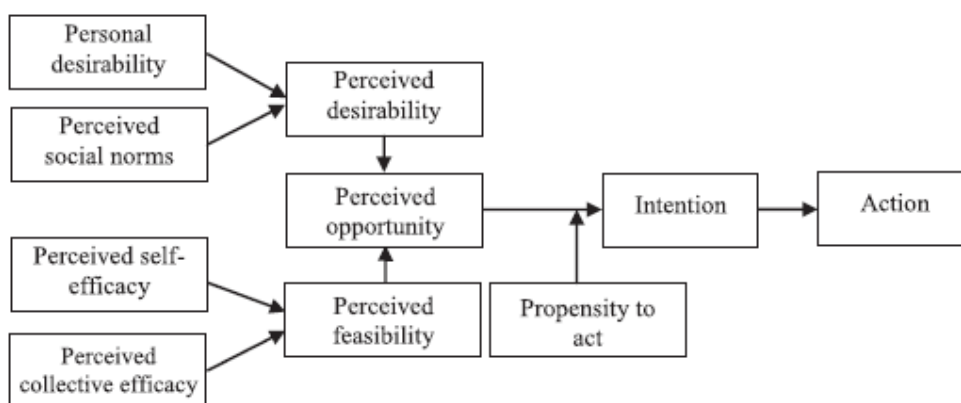 Personal
desirability
Perceived
social norms
Perceived
desirability
Perceived
opportunity
Intention
Action
Perceived self-
efficacy
Perceived
collective efficacy
Perceived
feasibility
Propensity to
act